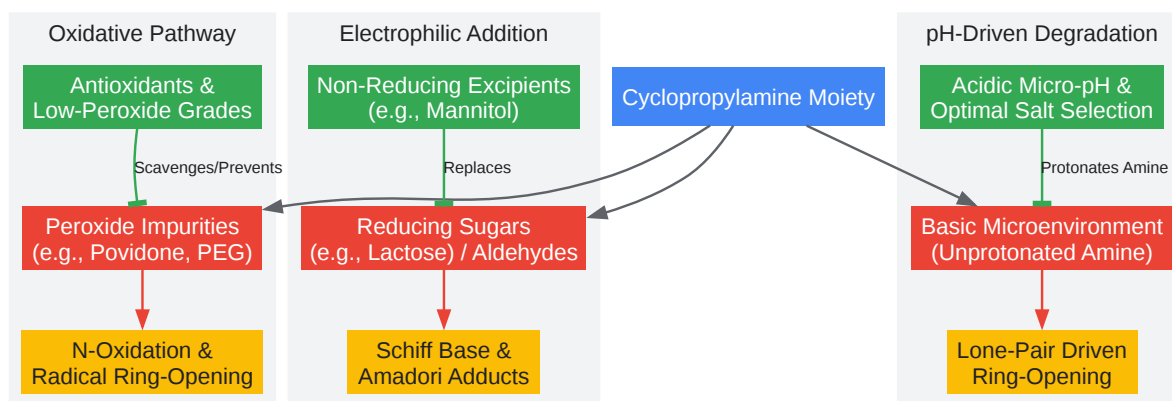 Oxidative Pathway
Electrophilic Addition
pH-Driven Degradation
Antioxidants &
Low-Peroxide Grades
Non-Reducing Excipients
(e.g., Mannitol)
Cyclopropylamine Moiety
Acidic Micro-pH &
Optimal Salt Selection
Scavenges/Prevents
Replaces
Protonates Amine
Peroxide Impurities
(e.g., Povidone, PEG)
Reducing Sugars
(e.g., Lactose) / Aldehydes
Basic Microenvironment
(Unprotonated Amine)
N-Oxidation &
Radical Ring-Opening
Schiff Base &
Amadori Adducts
Lone-Pair Driven
Ring-Opening